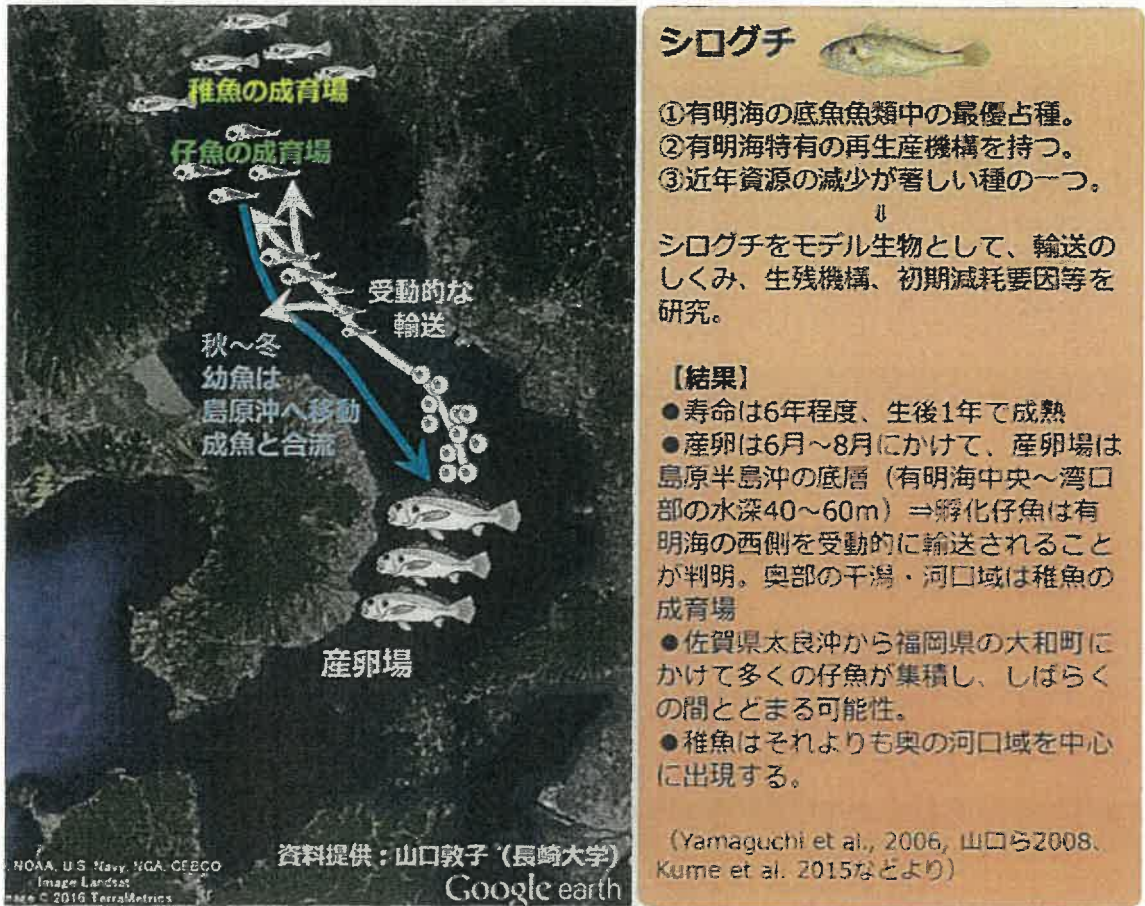 稚魚の成育場
仔魚の成育場
受動的な
輸送
秋～冬
幼魚は
島原沖へ移動
成魚と合流
産卵場
資料提供：山口敦子（長崎大学）
NOAA, U.S. Navy, NGA, GEBCO
Image Landsat
© 2016 TerraMetrics
Google earth
シログチ
①有明海の底魚魚類中の最優占種。
②有明海特有の再生産機構を持つ。
③近年資源の減少が著しい種の一つ。
⇓
シログチをモデル生物として、輸送の
しくみ、生残機構、初期減耗要因等を
研究。
【結果】
●寿命は6年程度、生後1年で成熟
●産卵は6月～8月にかけて、産卵場は
島原半島沖の底層（有明海中央～湾口
部の水深40～60m）⇒孵化仔魚は有
明海の西側を受動的に輸送されること
が判明。奥部の干潟・河口域は稚魚の
成育場
●佐賀県太良沖から福岡県の大和町に
かけて多くの仔魚が集積し、しばらく
の間とどまる可能性。
●稚魚はそれよりも奥の河口域を中心
に出現する。
（Yamaguchi et al., 2006, 山口ら2008、
Kume et al. 2015などより）